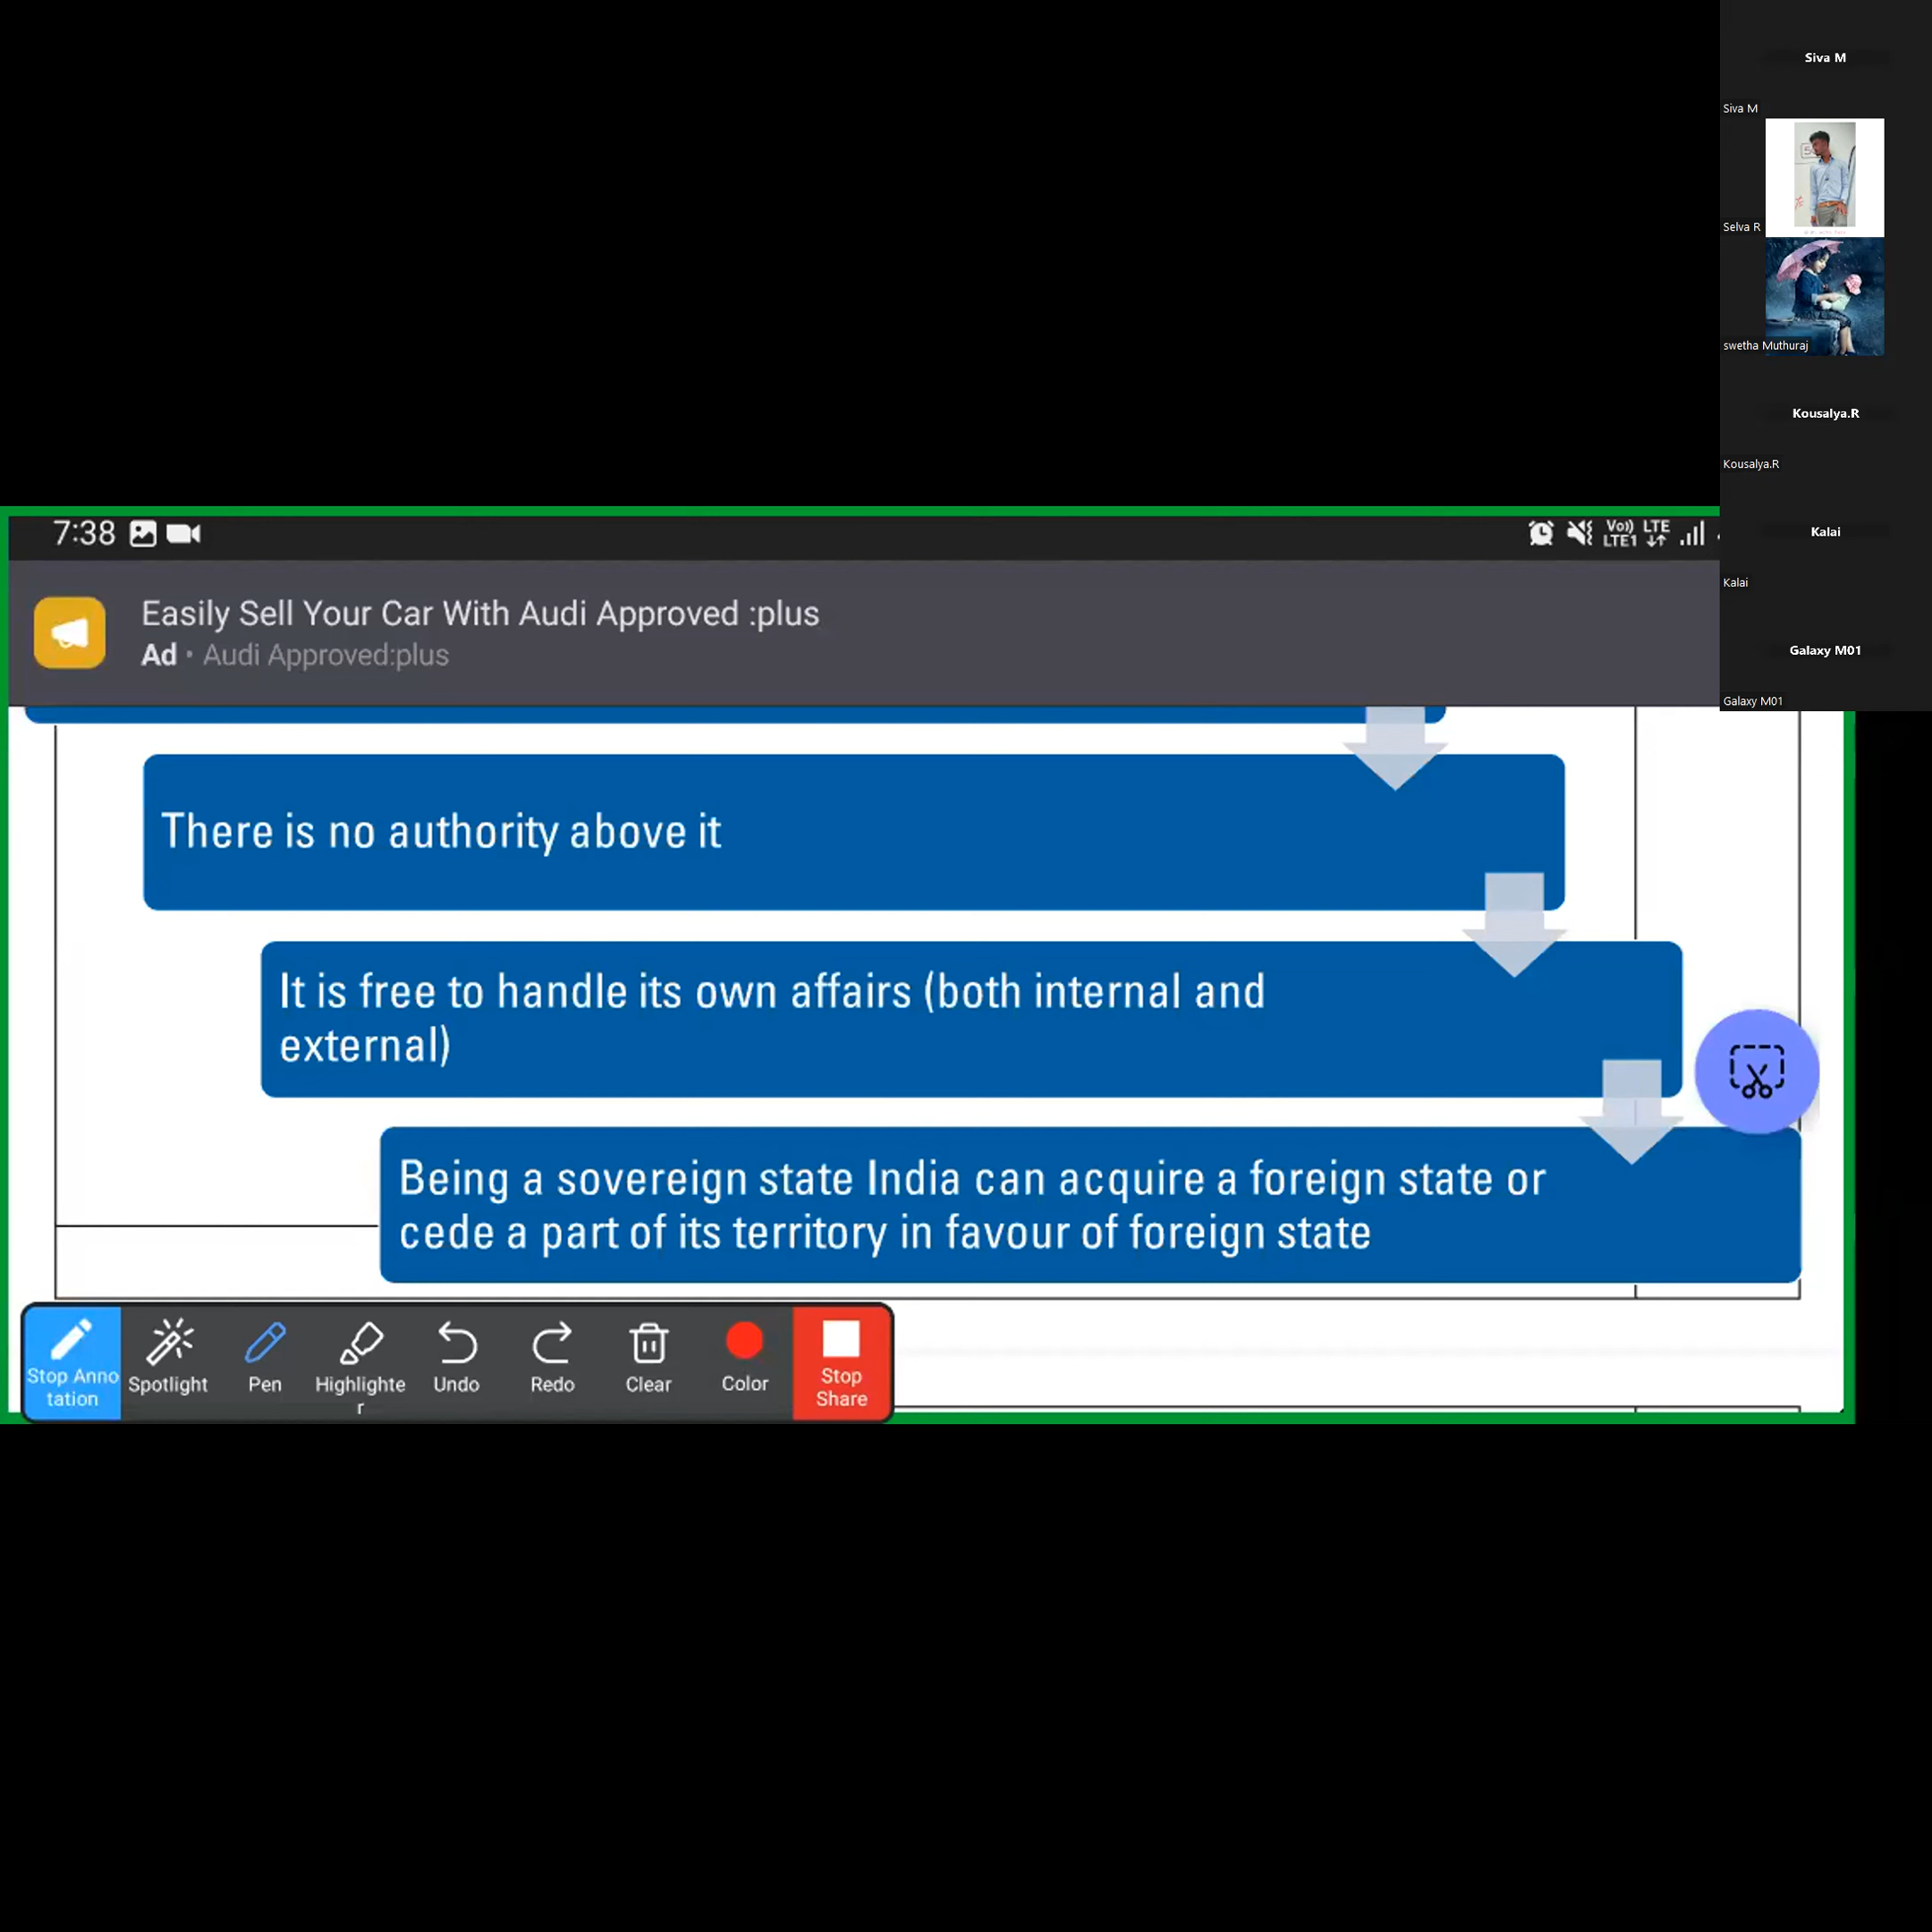 Siva M
Siva M
Selva R
swetha Muthuraj
Kousalya.R
Kousalya.R
Kalai
Kalai
Galaxy M01
Galaxy M01
7:38
Vo)) LTE
LTE1
Easily Sell Your Car With Audi Approved :plus
Ad • Audi Approved:plus
There is no authority above it
It is free to handle its own affairs (both internal and
external)
Being a sovereign state India can acquire a foreign state or
cede a part of its territory in favour of foreign state
Stop Anno
tation
Spotlight
Pen
Highlighte
r
Undo
Redo
Clear
Color
Stop
Share